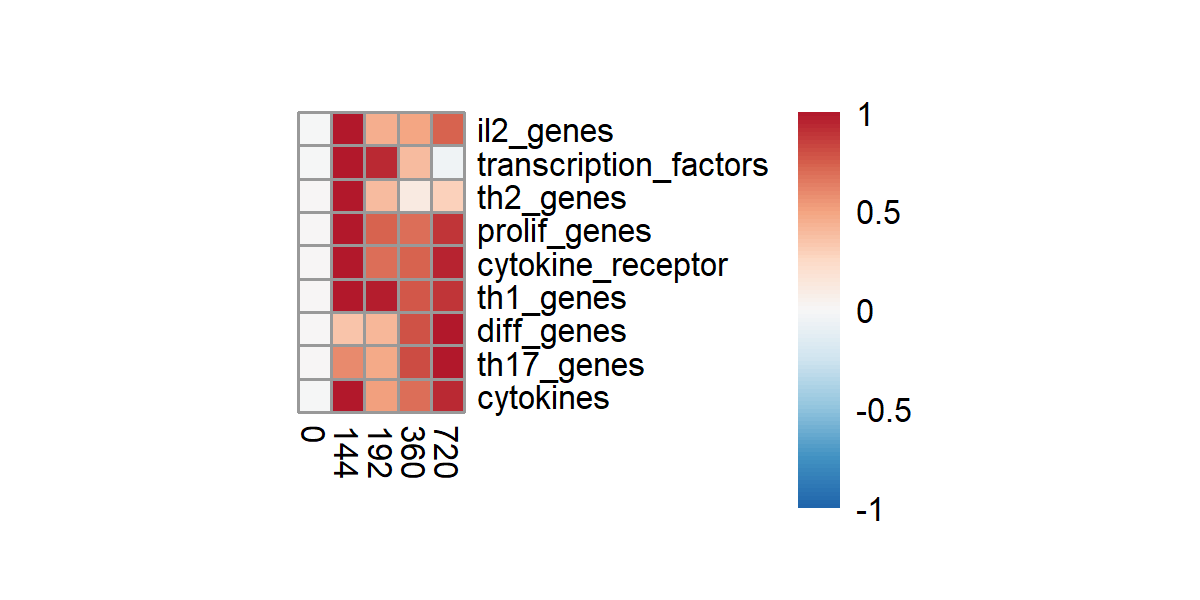 il2_genes
transcription_factors
th2_genes
prolif_genes
cytokine_receptor
th1_genes
diff_genes
th17_genes
cytokines
0
144
192
360
720
1
0.5
0
-0.5
-1